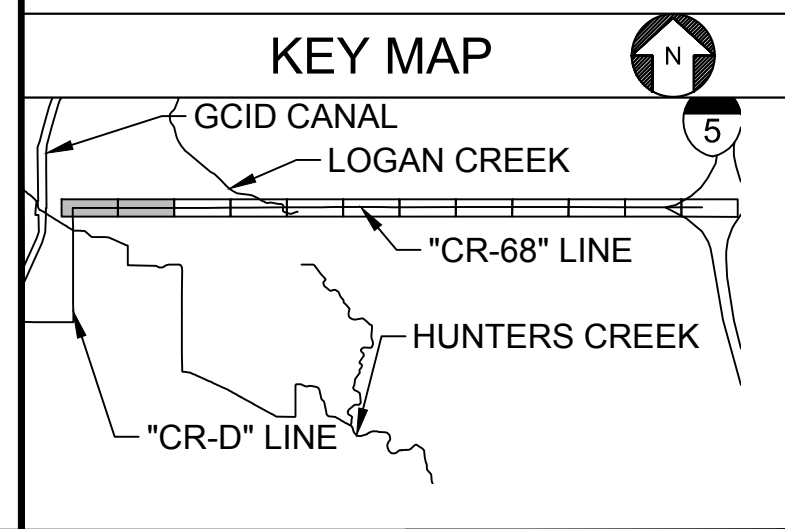 KEY MAP
N
GCID CANAL
5
LOGAN CREEK
"CR-68" LINE
HUNTERS CREEK
"CR-D" LINE